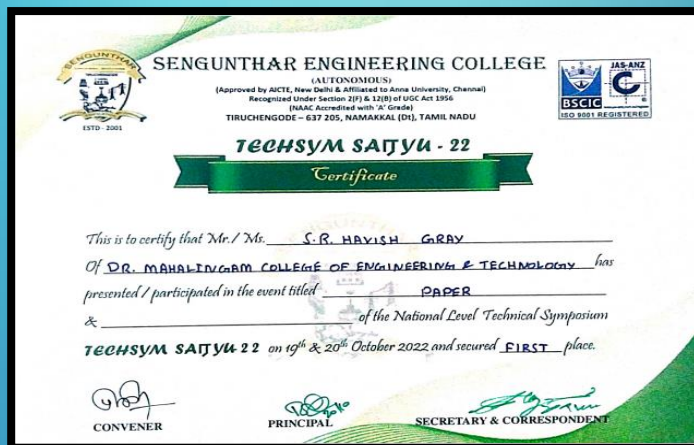 SENGUNTHAR
ESTD - 2001
SENGUNTHAR ENGINEERING COLLEGE
(AUTONOMOUS)
(Approved by AICTE, New Delhi & Affiliated to Anna University, Chennai)
Recognized Under Section 2(F) & 12(B) of UGC Act 1956
(NAAC Accredited with 'A' Grade)
TIRUCHENGODE – 637 205, NAMAKKAL (Dt), TAMIL NADU
BSCIC
JAS-ANZ
C
ISO 9001 REGISTERED
TECHSYM SAIJYU - 22
Certificate
This is to certify that Mr./ Ms. S.R. HAVISH GRAY
Of DR. MAHALINGAM COLLEGE OF ENGINEERING & TECHNOLOGY has
presented / participated in the event titled PAPER
& of the National Level Technical Symposium
TECHSYM SAIJYU 22 on 19th & 20th October 2022 and secured FIRST place.
CONVENER
PRINCIPAL
SECRETARY & CORRESPONDENT